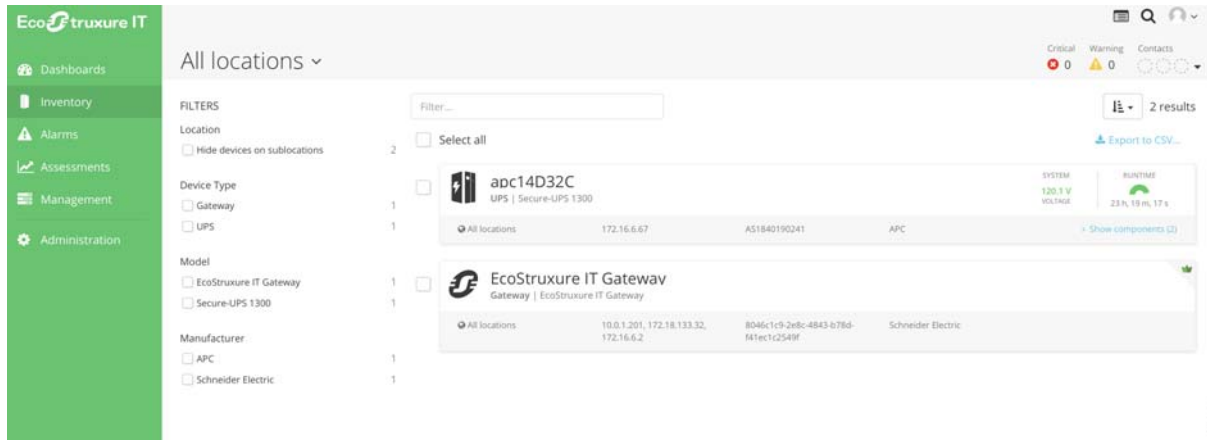 EcoStruxure IT
Dashboards
Inventory
Alarms
Assessments
Management
Administration
All locations
Critical Warning Contacts
0 0
FILTERS
Location
Hide devices on sublocations 2
Device Type
Gateway 1
UPS 1
Model
EcoStruxure IT Gateway 1
Secure-UPS 1300 1
Manufacturer
APC 1
Schneider Electric 1
Filter...
2 results
Select all
Export to CSV...
apc14D32C
UPS | Secure-UPS 1300
SYSTEM
120.1 V
VOLTAGE
RUNTIME
23 h, 19 m, 17 s
All locations 172.16.6.67 AS1840190241 APC + Show components (2)
EcoStruxure IT Gateway
Gateway | EcoStruxure IT Gateway
All locations 10.0.1.201, 172.18.133.32, 8046c1c9-2e8c-4843-b78d- Schneider Electric
172.16.6.2 f41ec1c2549f